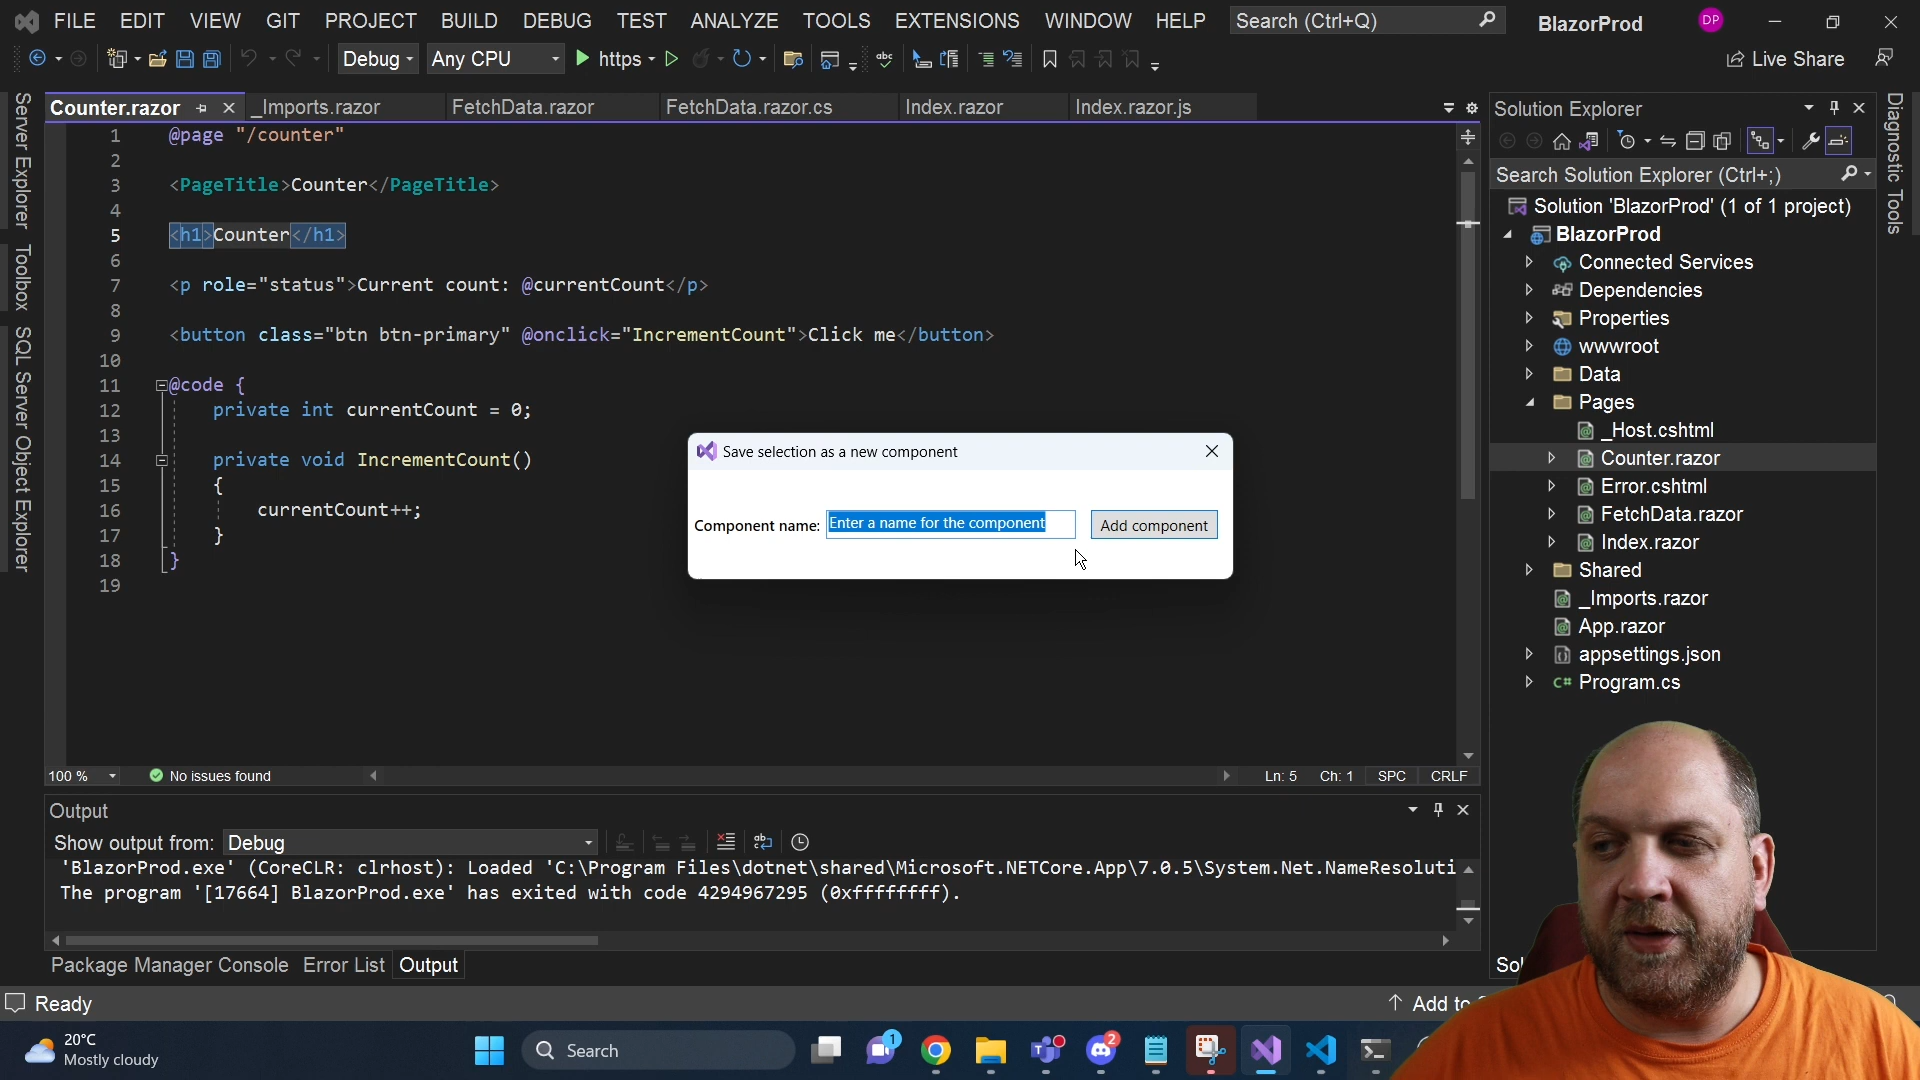 FILE EDIT VIEW GIT PROJECT BUILD DEBUG TEST ANALYZE TOOLS EXTENSIONS WINDOW HELP Search (Ctrl+Q) BlazorProd DP
Debug Any CPU https Live Share
Server Explorer
Toolbox
SQL Server Object Explorer
Counter.razor _Imports.razor FetchData.razor FetchData.razor.cs Index.razor Index.razor.js
1 @page "/counter"
2
3 <PageTitle>Counter</PageTitle>
4
5 <h1>Counter</h1>
6
7 <p role="status">Current count: @currentCount</p>
8
9 <button class="btn btn-primary" @onclick="IncrementCount">Click me</button>
10
11 @code {
12 private int currentCount = 0;
13
14 private void IncrementCount()
15 {
16 currentCount++;
17 }
18 }
19
Save selection as a new component
Component name: Enter a name for the component Add component
100 % No issues found Ln: 5 Ch: 1 SPC CRLF
Output
Show output from: Debug
'BlazorProd.exe' (CoreCLR: clrhost): Loaded 'C:\Program Files\dotnet\shared\Microsoft.NETCore.App\7.0.5\System.Net.NameResoluti
The program '[17664] BlazorProd.exe' has exited with code 4294967295 (0xffffffff).
Package Manager Console Error List Output
Solution Explorer
Search Solution Explorer (Ctrl+;)
Solution 'BlazorProd' (1 of 1 project)
BlazorProd
Connected Services
Dependencies
Properties
wwwroot
Data
Pages
_Host.cshtml
Counter.razor
Error.cshtml
FetchData.razor
Index.razor
Shared
_Imports.razor
App.razor
appsettings.json
C# Program.cs
Diagnostic Tools
Ready
Add to
20°C
Mostly cloudy
Search
1
2